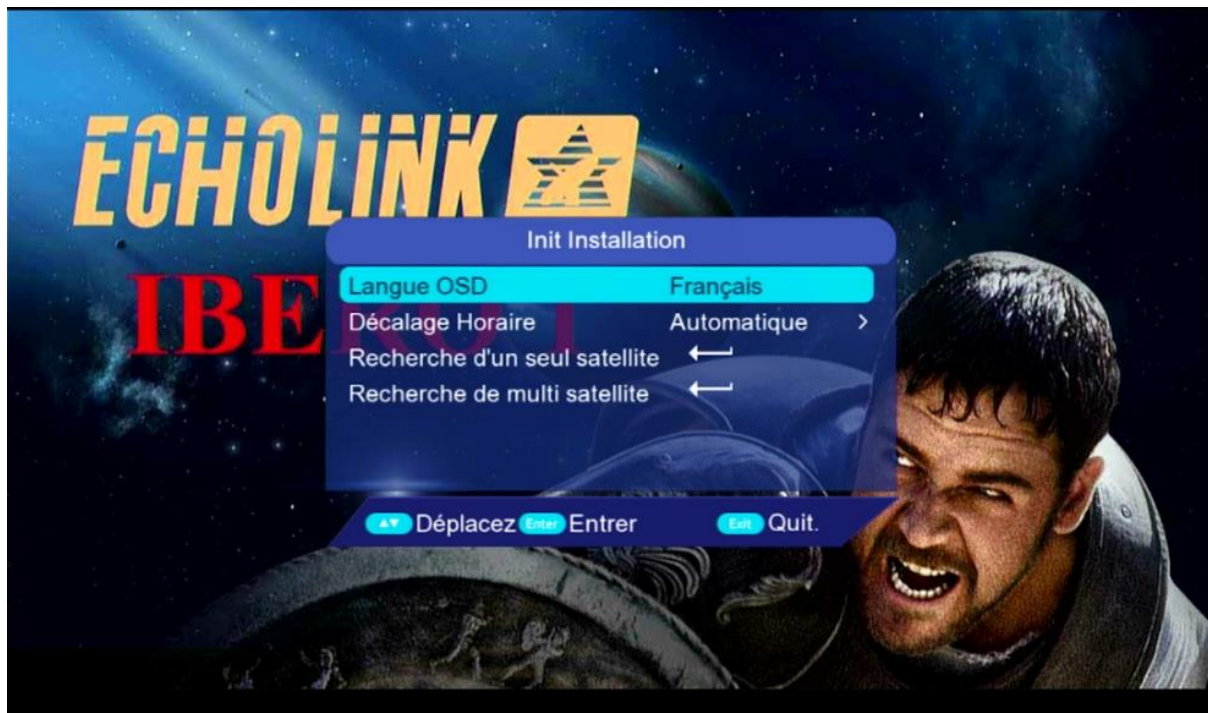 ECHOLINK
IBE
Init Installation
Langue OSD Français
Décalage Horaire Automatique >
Recherche d'un seul satellite
Recherche de multi satellite
Déplacez Enter Entrer Exit Quit.